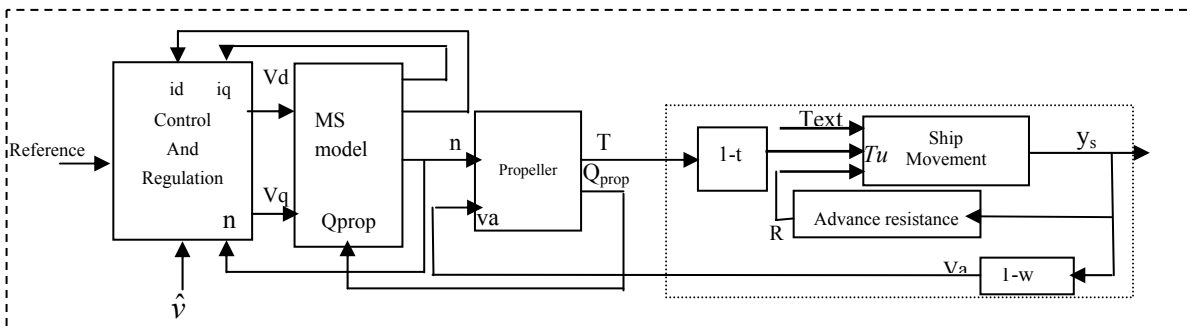 Reference
id iq
Control
And
Regulation
n
v̂
Vd
Vq
MS
model
Qprop
n
Propeller
va
T
Qprop
1-t
Text
Tu
R
Ship
Movement
ys
Advance resistance
Va
1-w